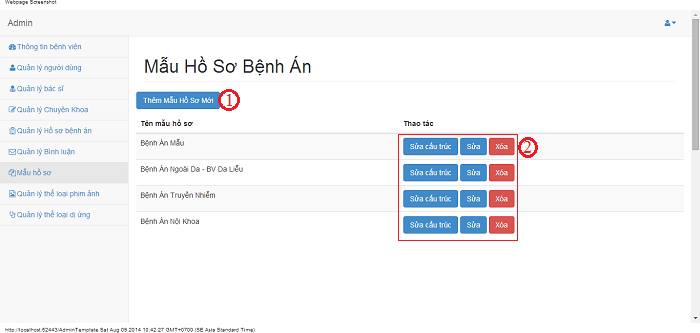 Webpage Screenshot
Admin
Thông tin bệnh viện
Quản lý người dùng
Quản lý bác sĩ
Quản lý Chuyên Khoa
Quản lý Hồ sơ bệnh án
Quản lý Bình luận
Mẫu hồ sơ
Quản lý thể loại phim ảnh
Quản lý thể loại dị ứng
Mẫu Hồ Sơ Bệnh Án
Thêm Mẫu Hồ Sơ Mới 1
Tên mẫu hồ sơ Thao tác
Bệnh Án Mẫu Sửa cấu trúc Sửa Xóa 2
Bệnh Án Ngoài Da - BV Da Liễu Sửa cấu trúc Sửa Xóa
Bệnh Án Truyền Nhiễm Sửa cấu trúc Sửa Xóa
Bệnh Án Nội Khoa Sửa cấu trúc Sửa Xóa
http://localhost:52443/AdminTemplate Sat Aug 09 2014 10:42:27 GMT+0700 (SE Asia Standard Time)